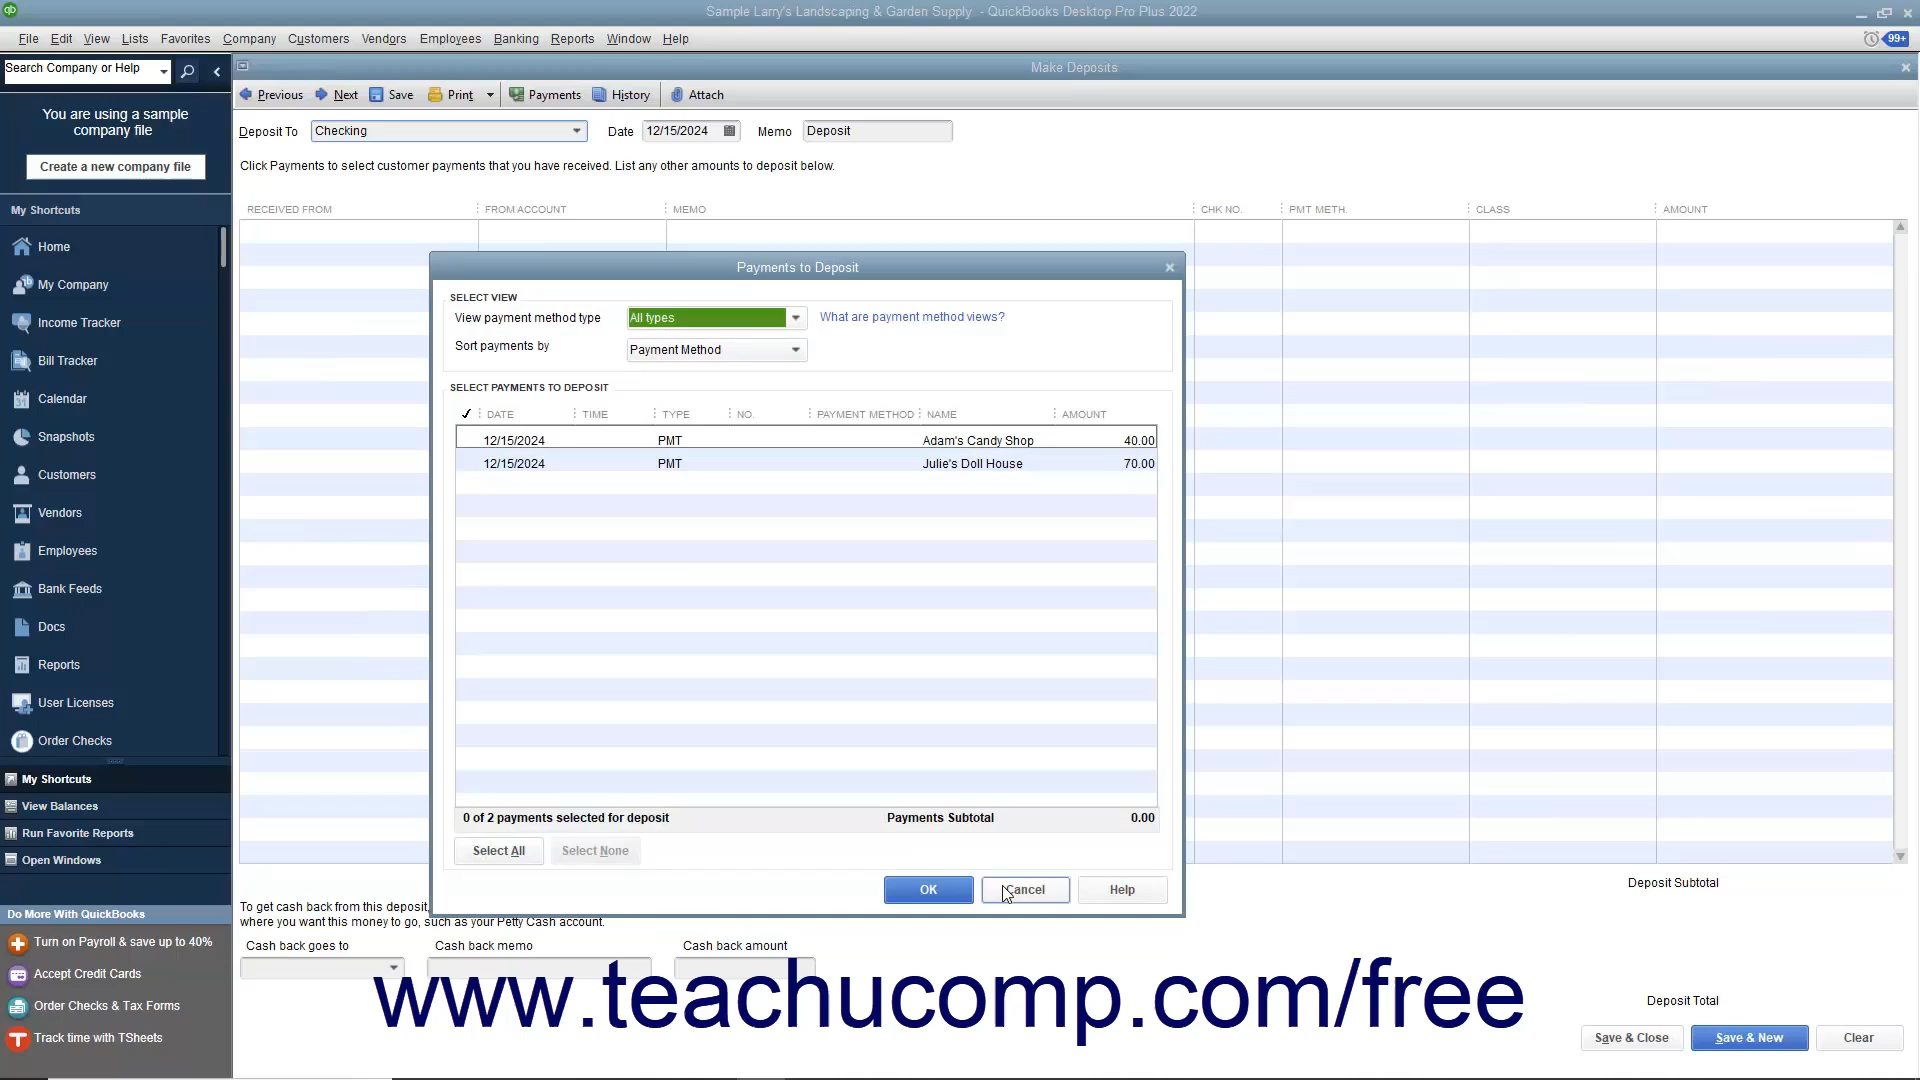 Sample Larry's Landscaping & Garden Supply - QuickBooks Desktop Pro Plus 2022
File Edit View Lists Favorites Company Customers Vendors Employees Banking Reports Window Help
99+
Search Company or Help
Make Deposits
Previous Next Save Print Payments History Attach
You are using a sample
company file
Create a new company file
Deposit To Checking Date 12/15/2024 Memo Deposit
Click Payments to select customer payments that you have received. List any other amounts to deposit below.
RECEIVED FROM FROM ACCOUNT MEMO CHK NO. PMT METH. CLASS AMOUNT
My Shortcuts
Home
My Company
Income Tracker
Bill Tracker
Calendar
Snapshots
Customers
Vendors
Employees
Bank Feeds
Docs
Reports
User Licenses
Order Checks
My Shortcuts
View Balances
Run Favorite Reports
Open Windows
Do More With QuickBooks
Turn on Payroll & save up to 40%
Accept Credit Cards
Order Checks & Tax Forms
Track time with TSheets
Payments to Deposit
SELECT VIEW
View payment method type All types What are payment method views?
Sort payments by Payment Method
SELECT PAYMENTS TO DEPOSIT
✓ DATE TIME TYPE NO. PAYMENT METHOD NAME AMOUNT
12/15/2024 PMT Adam's Candy Shop 40.00
12/15/2024 PMT Julie's Doll House 70.00
0 of 2 payments selected for deposit Payments Subtotal 0.00
Select All Select None
OK Cancel Help
Deposit Subtotal
To get cash back from this deposit,
where you want this money to go, such as your Petty Cash account.
Cash back goes to Cash back memo Cash back amount
www.teachucomp.com/free
Deposit Total
Save & Close Save & New Clear